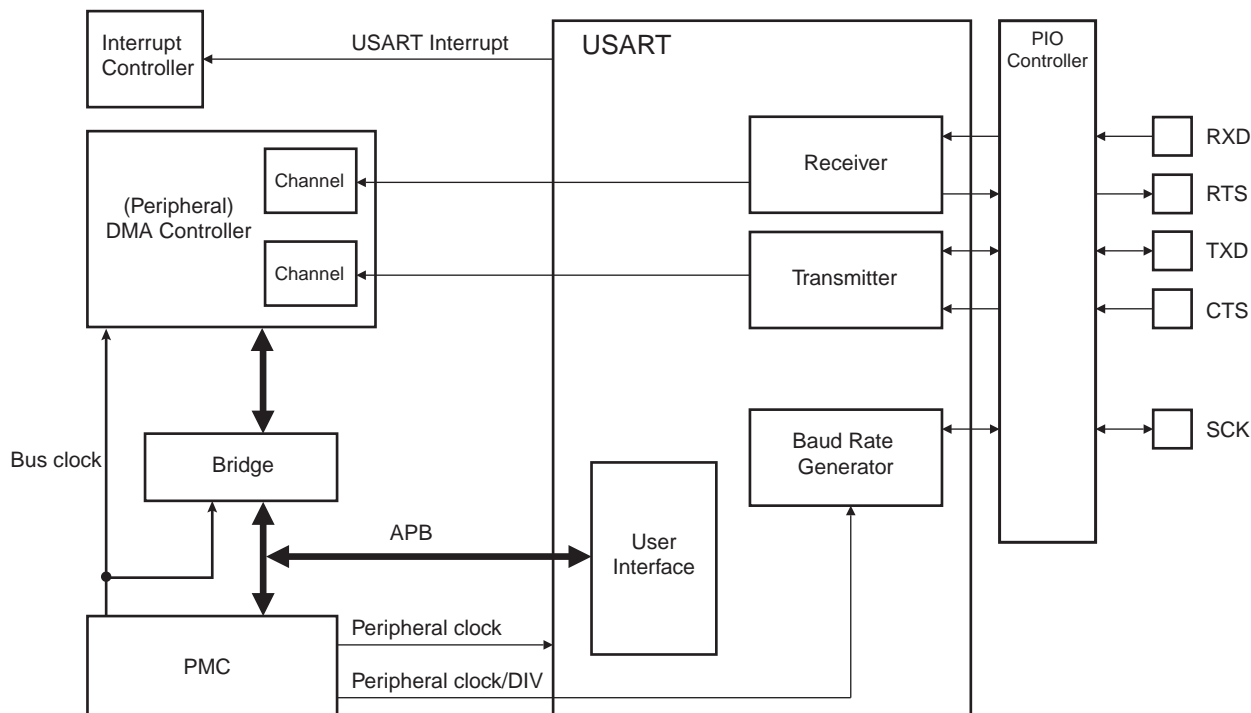 Interrupt
Controller
USART Interrupt
USART
PIO
Controller
(Peripheral)
DMA Controller
Channel
Channel
Receiver
Transmitter
RXD
RTS
TXD
CTS
SCK
Baud Rate
Generator
Bus clock
Bridge
APB
User
Interface
PMC
Peripheral clock
Peripheral clock/DIV